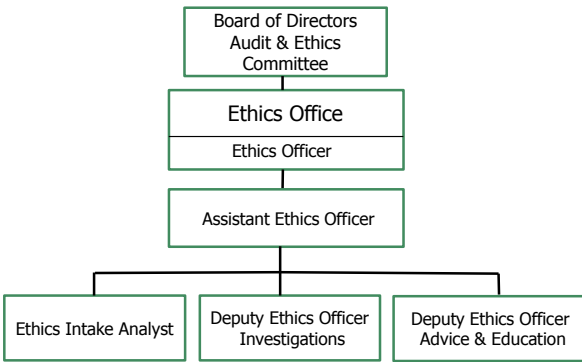 Board of Directors
Audit & Ethics
Committee
Ethics Office
Ethics Officer
Assistant Ethics Officer
Ethics Intake Analyst
Deputy Ethics Officer
Investigations
Deputy Ethics Officer
Advice & Education